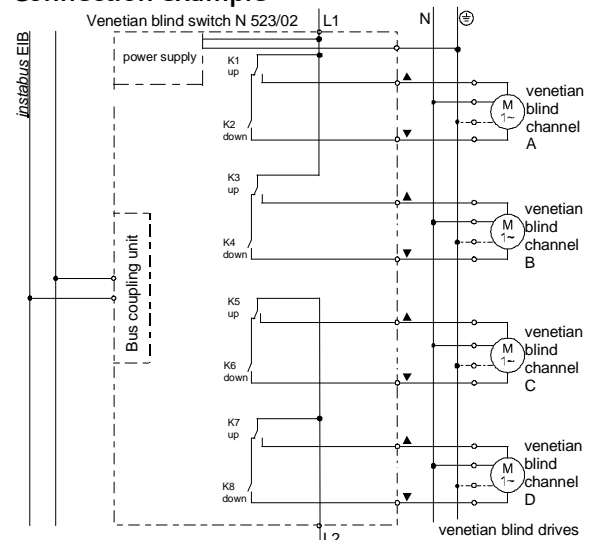 Connection example
Venetian blind switch N 523/02
L1
N
instabus EIB
power supply
K1
up
K2
down
venetian
blind
channel
A
M
1~
K3
up
K4
down
venetian
blind
channel
B
M
1~
Bus coupling unit
K5
up
K6
down
venetian
blind
channel
C
M
1~
K7
up
K8
down
venetian
blind
channel
D
M
1~
L2
venetian blind drives